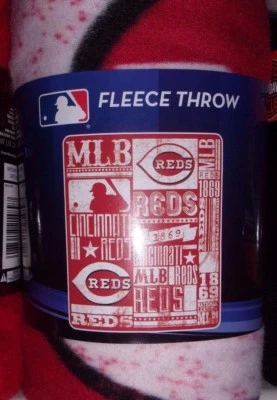 FLEECE THROW
MLB
REDS
MLB
REDS
1869
REDS
CINCINNATI
REDS
1869
CINCINNATI
REDS
MLB
REDS
REDS
REDS
1869